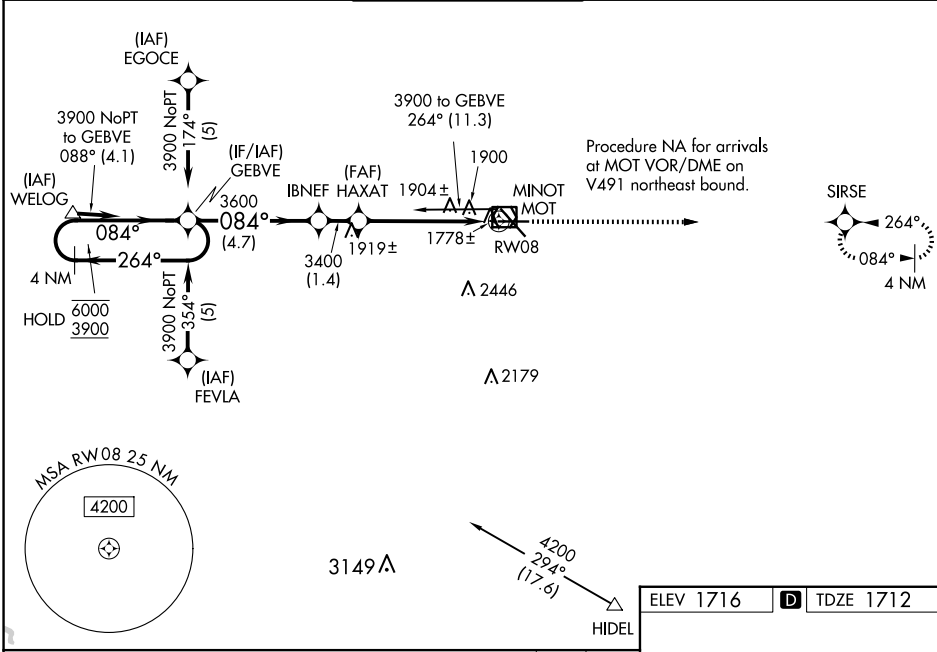 (IAF)
EGOCE
3900 NoPT
174°
(5)
3900 NoPT
to GEBVE
088° (4.1)
(IAF)
WELOG
(IF/IAF)
GEBVE
3600
084°
(4.7)
084°
264°
4 NM
HOLD
6000
3900
3900 NoPT
354°
(5)
(IAF)
FEVLA
IBNEF
(FAF)
HAXAT
3400
(1.4)
1919±
3900 to GEBVE
264° (11.3)
1900
1904±
1778±
MINOT
MOT
RW08
Procedure NA for arrivals
at MOT VOR/DME on
V491 northeast bound.
SIRSE
264°
084°
4 NM
2446
2179
MSA RW08 25 NM
4200
3149
4200
294°
(17.6)
HIDEL
ELEV 1716 D TDZE 1712